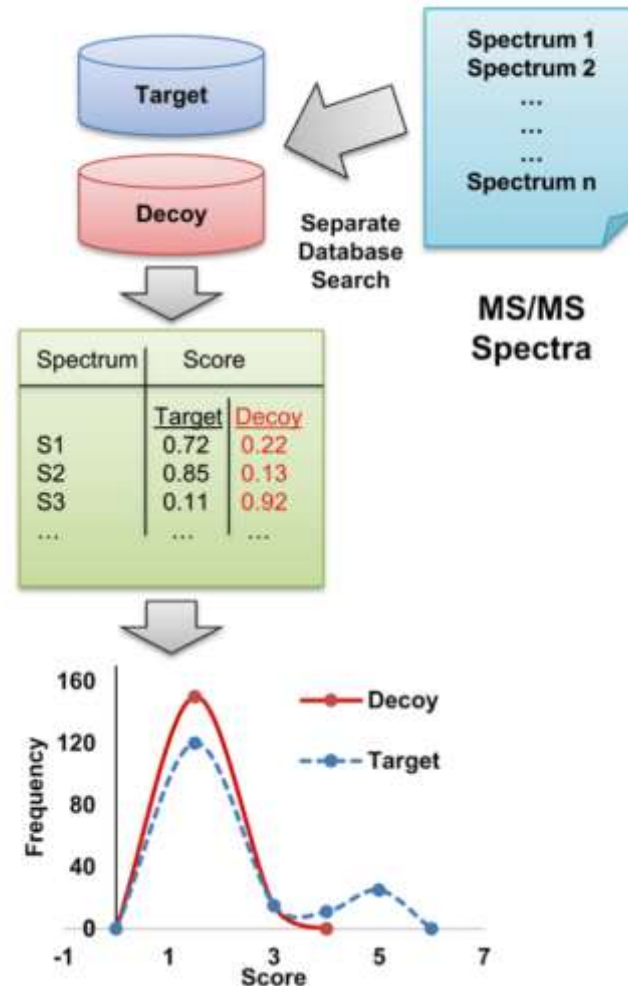 Target
Decoy
Spectrum 1
Spectrum 2
...
...
...
Spectrum n
Separate
Database
Search
MS/MS
Spectra
Spectrum Score
Target Decoy
S1 0.72 0.22
S2 0.85 0.13
S3 0.11 0.92
... ... ...
Frequency
160
120
80
40
0
-1 1 3 5 7
Score
Decoy
Target